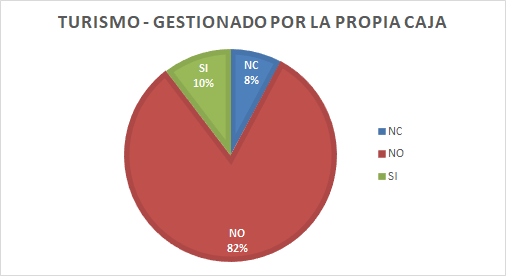 TURISMO - GESTIONADO POR LA PROPIA CAJA
SI
10%
NC
8%
NO
82%
NC
NO
SI